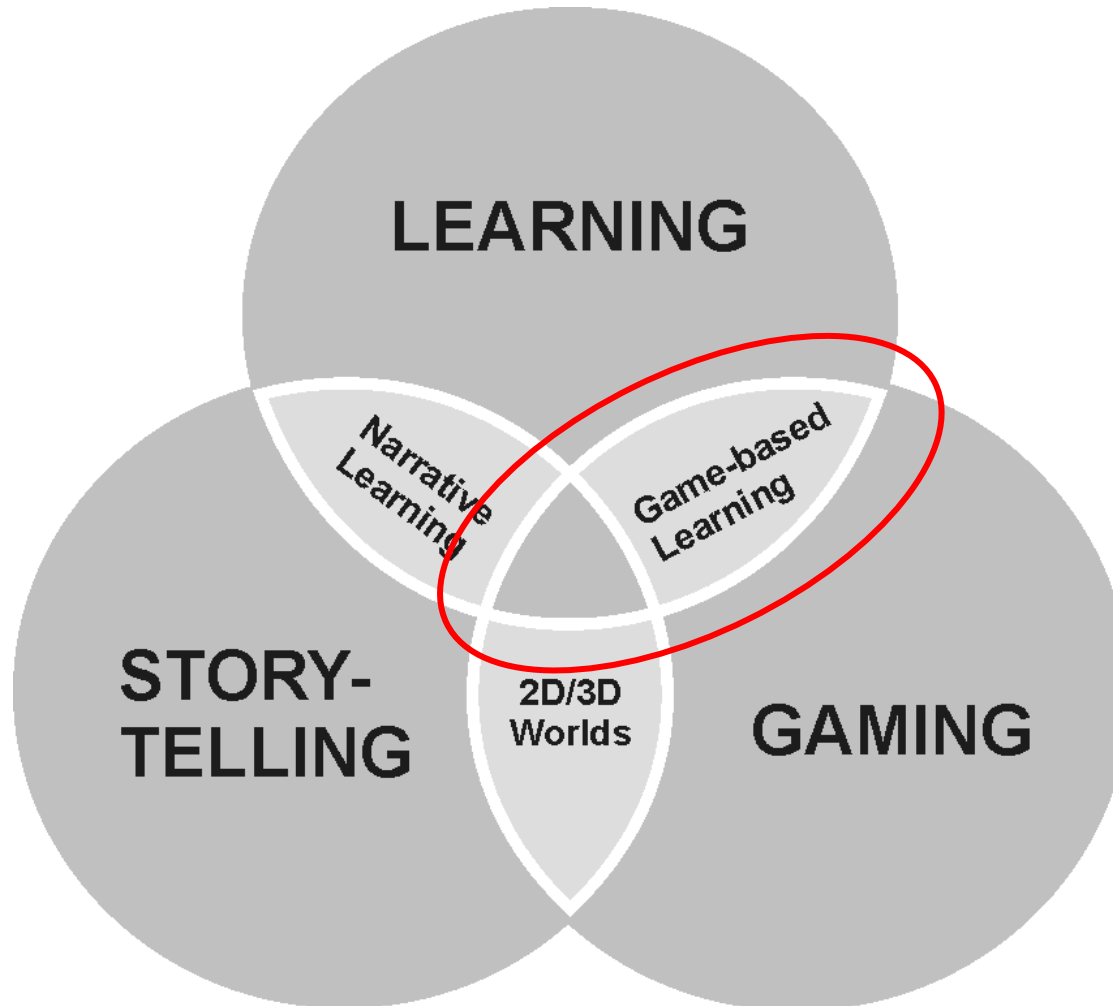 LEARNING
Narrative
Learning
Game-based
Learning
STORY-
TELLING
2D/3D
Worlds
GAMING